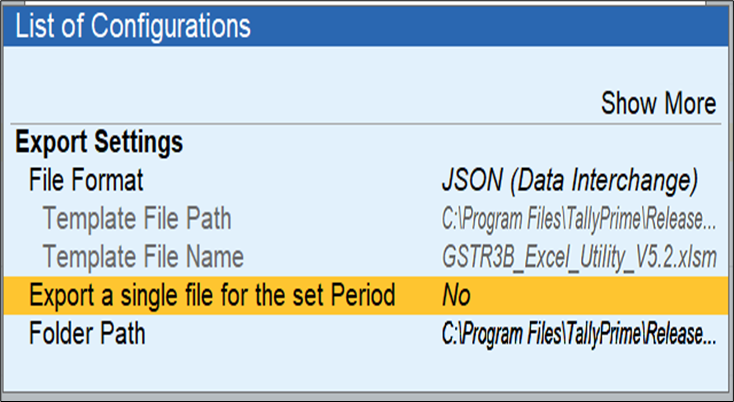 List of Configurations
Show More
Export Settings
File Format JSON (Data Interchange)
Template File Path C:\Program Files\TallyPrime\Release...
Template File Name GSTR3B_Excel_Utility_V5.2.xlsm
Export a single file for the set Period No
Folder Path C:\Program Files\TallyPrime\Release...